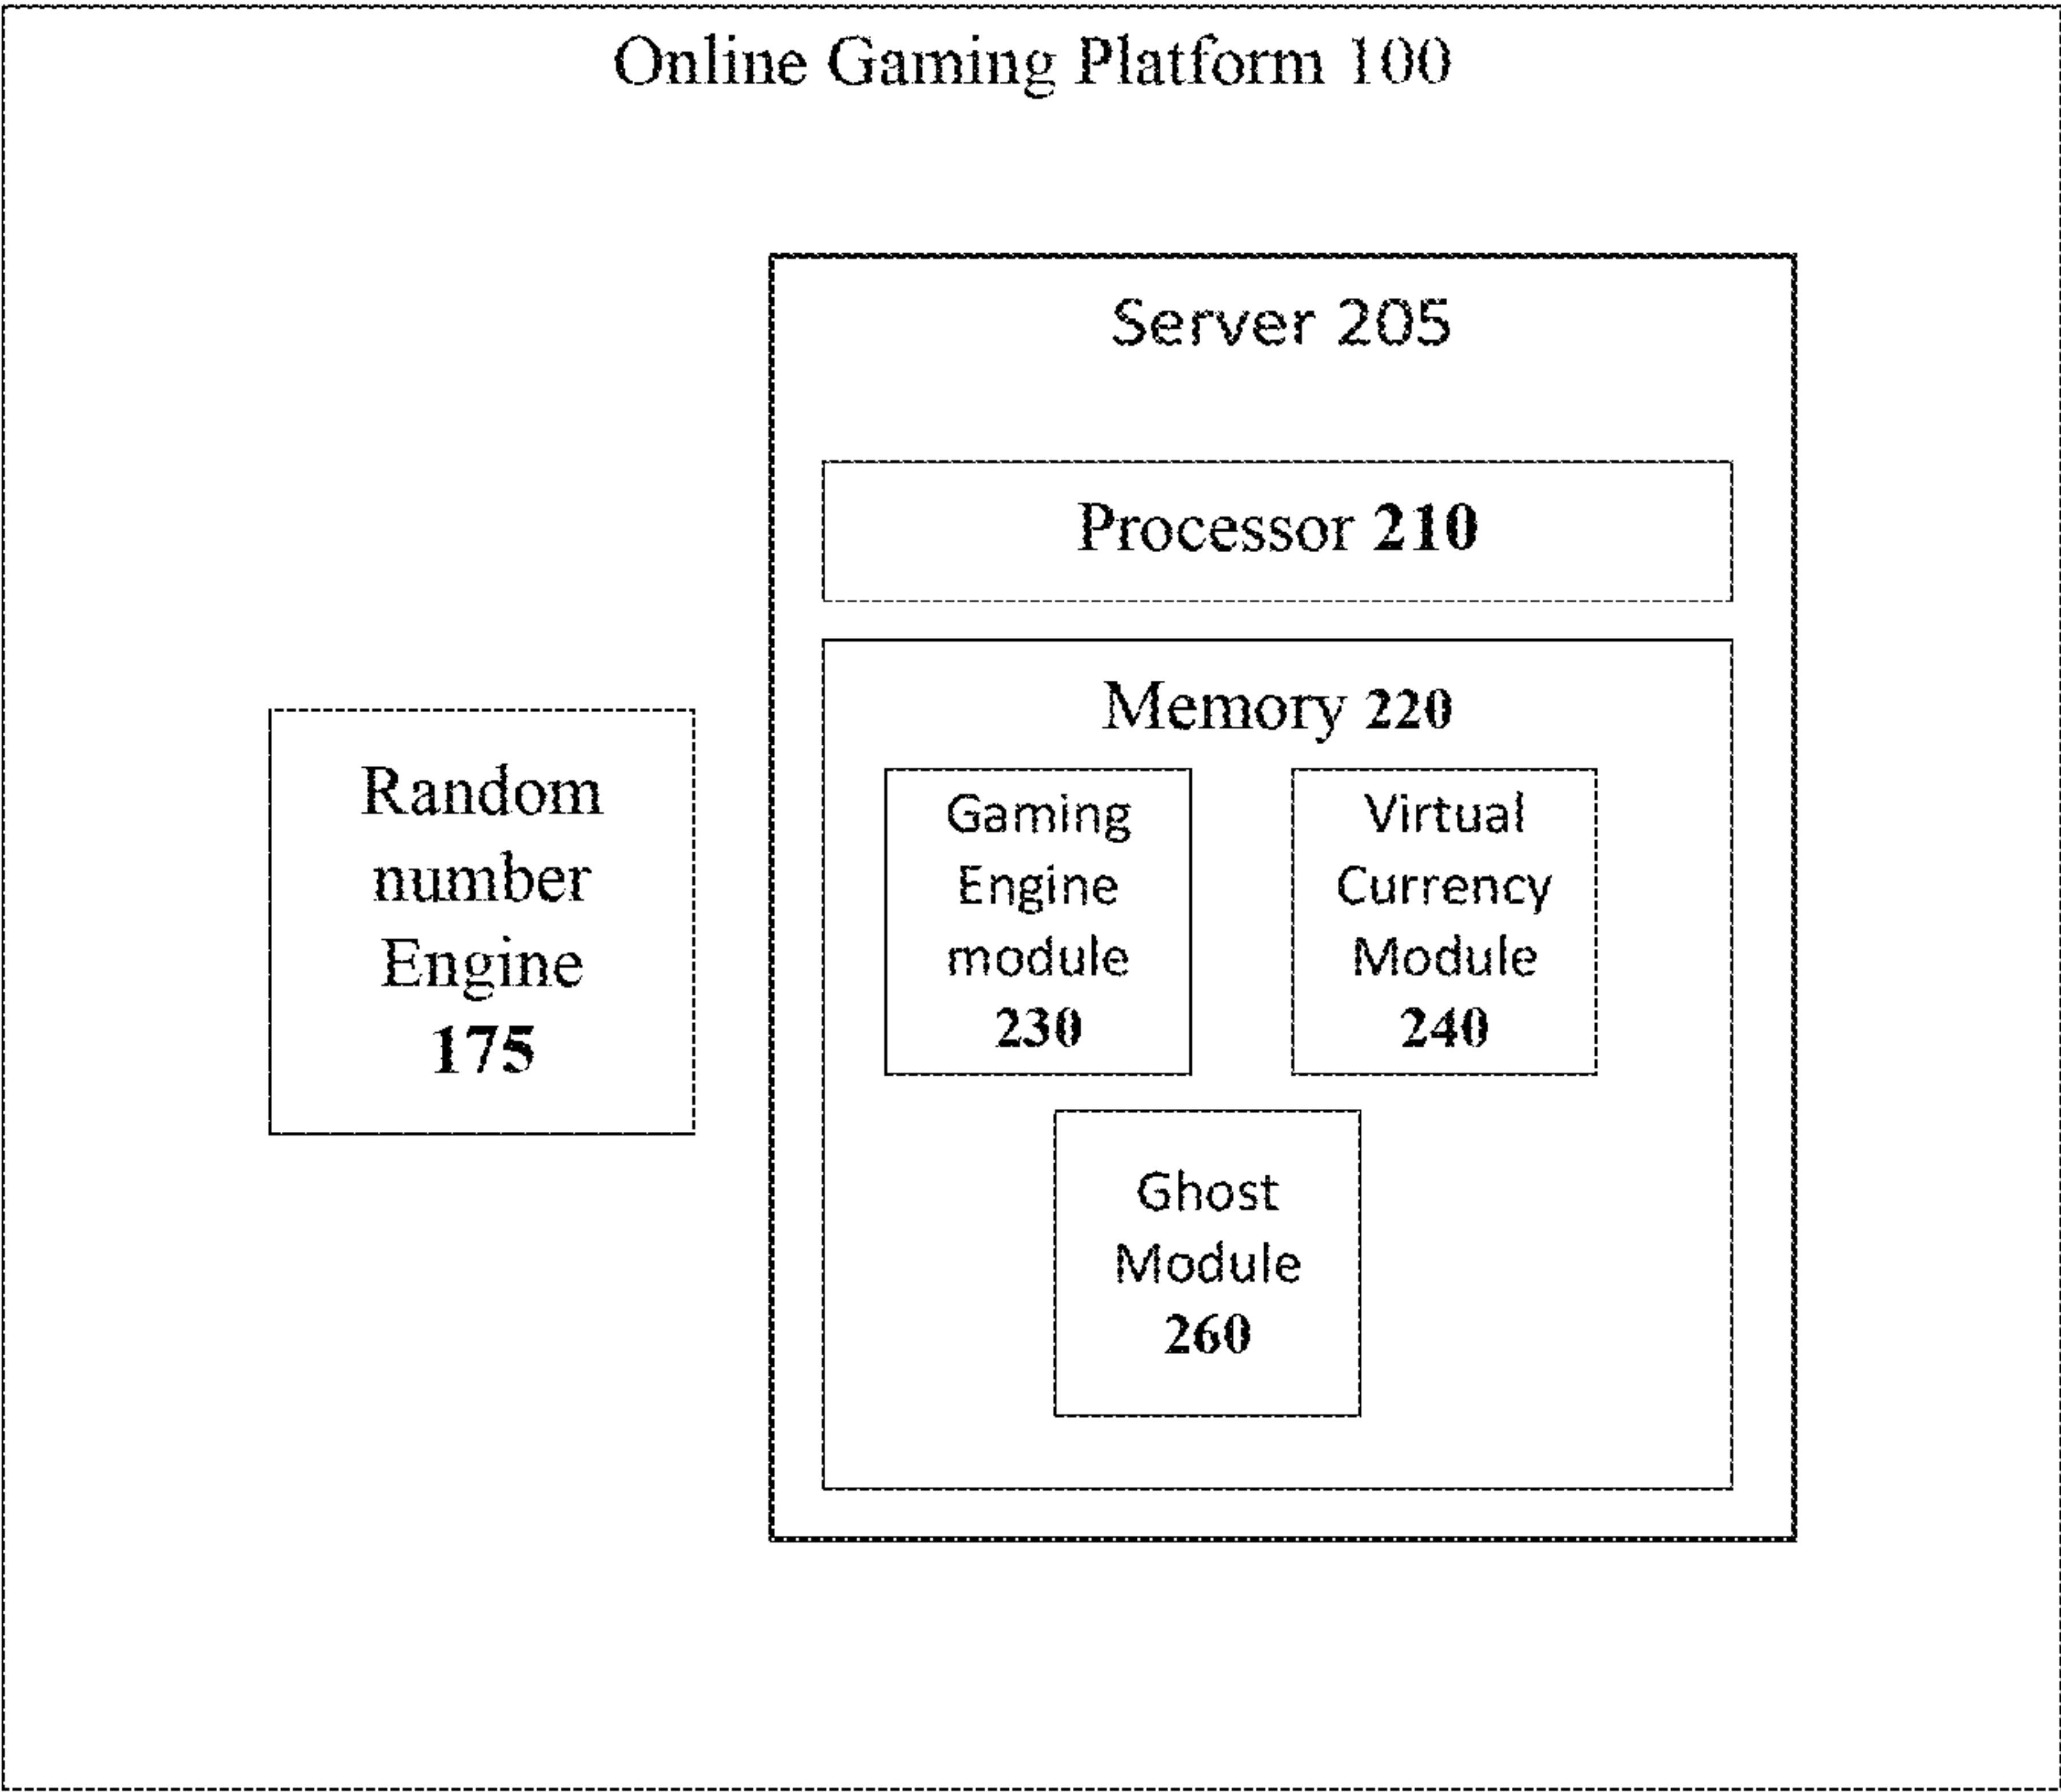 Online Gaming Platform 100
Server 205
Processor 210
Memory 220
Random
number
Engine
175
Gaming
Engine
module
230
Virtual
Currency
Module
240
Ghost
Module
260